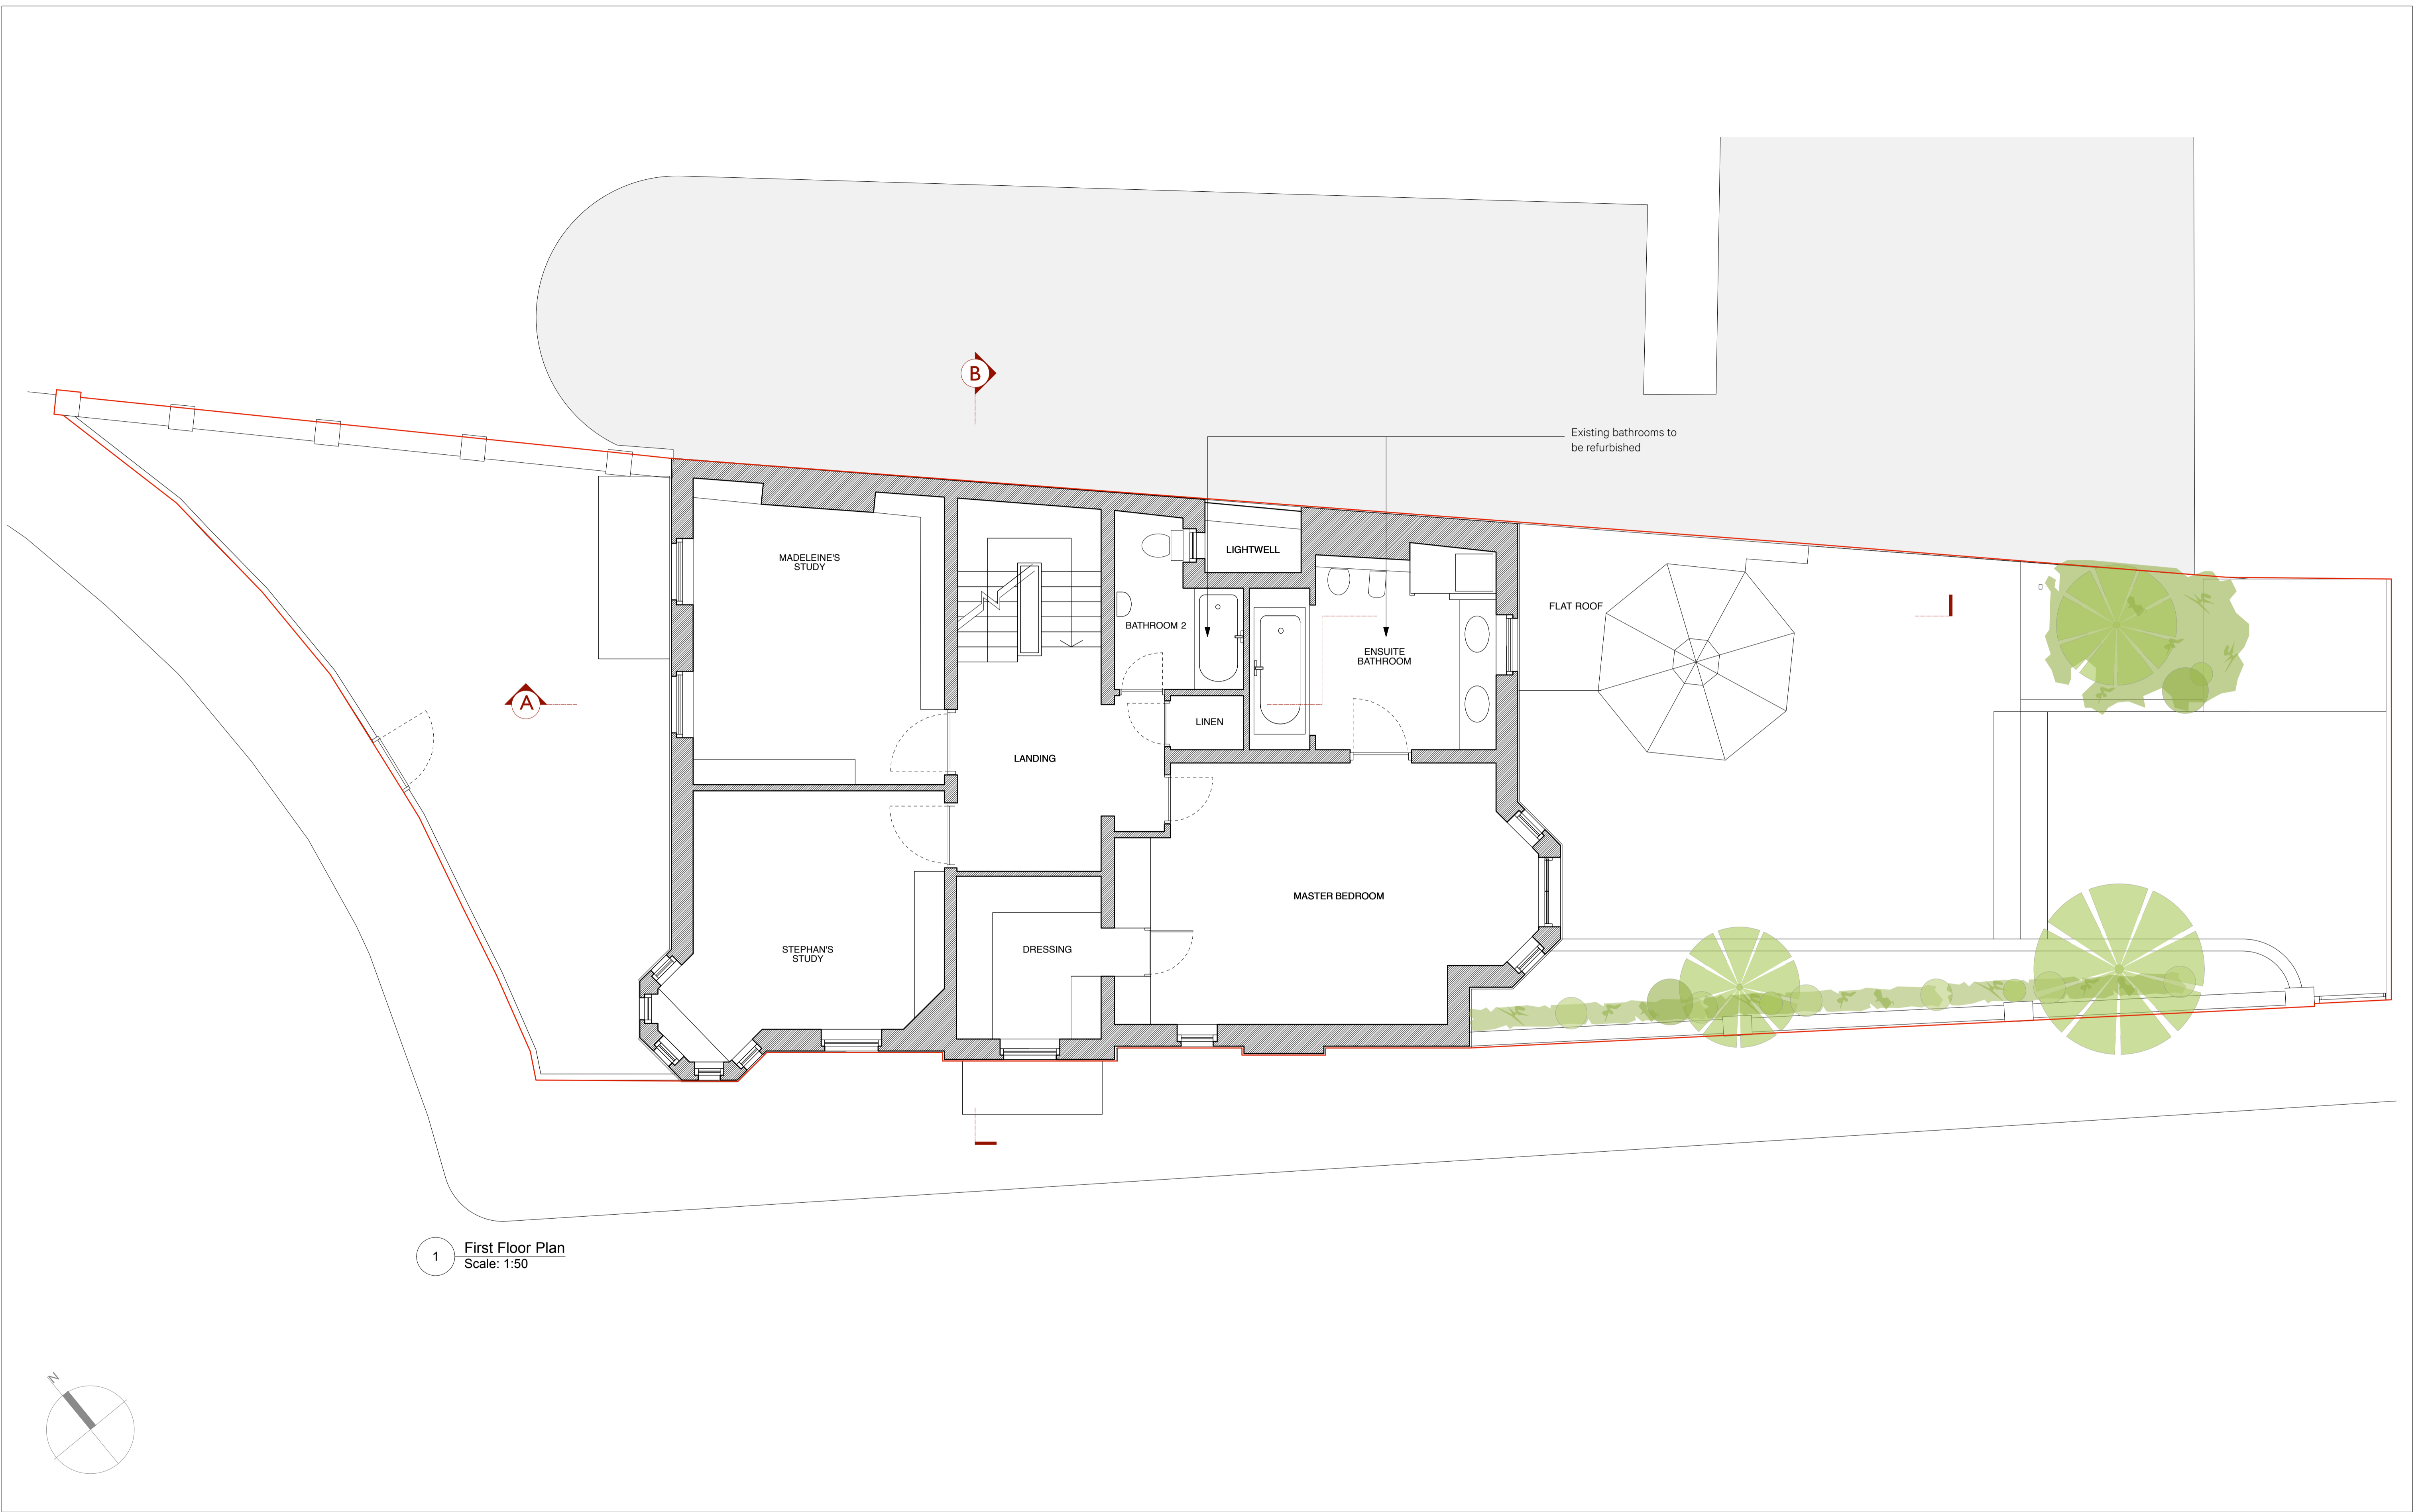 B
Existing bathrooms to
be refurbished
LIGHTWELL
MADELEINE'S
STUDY
FLAT ROOF
BATHROOM 2
ENSUITE
BATHROOM
A
LINEN
LANDING
MASTER BEDROOM
STEPHAN'S
STUDY
DRESSING
1
First Floor Plan
Scale: 1:50
N